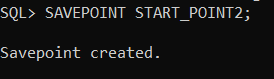 SQL> SAVEPOINT START_POINT2;
Savepoint created.